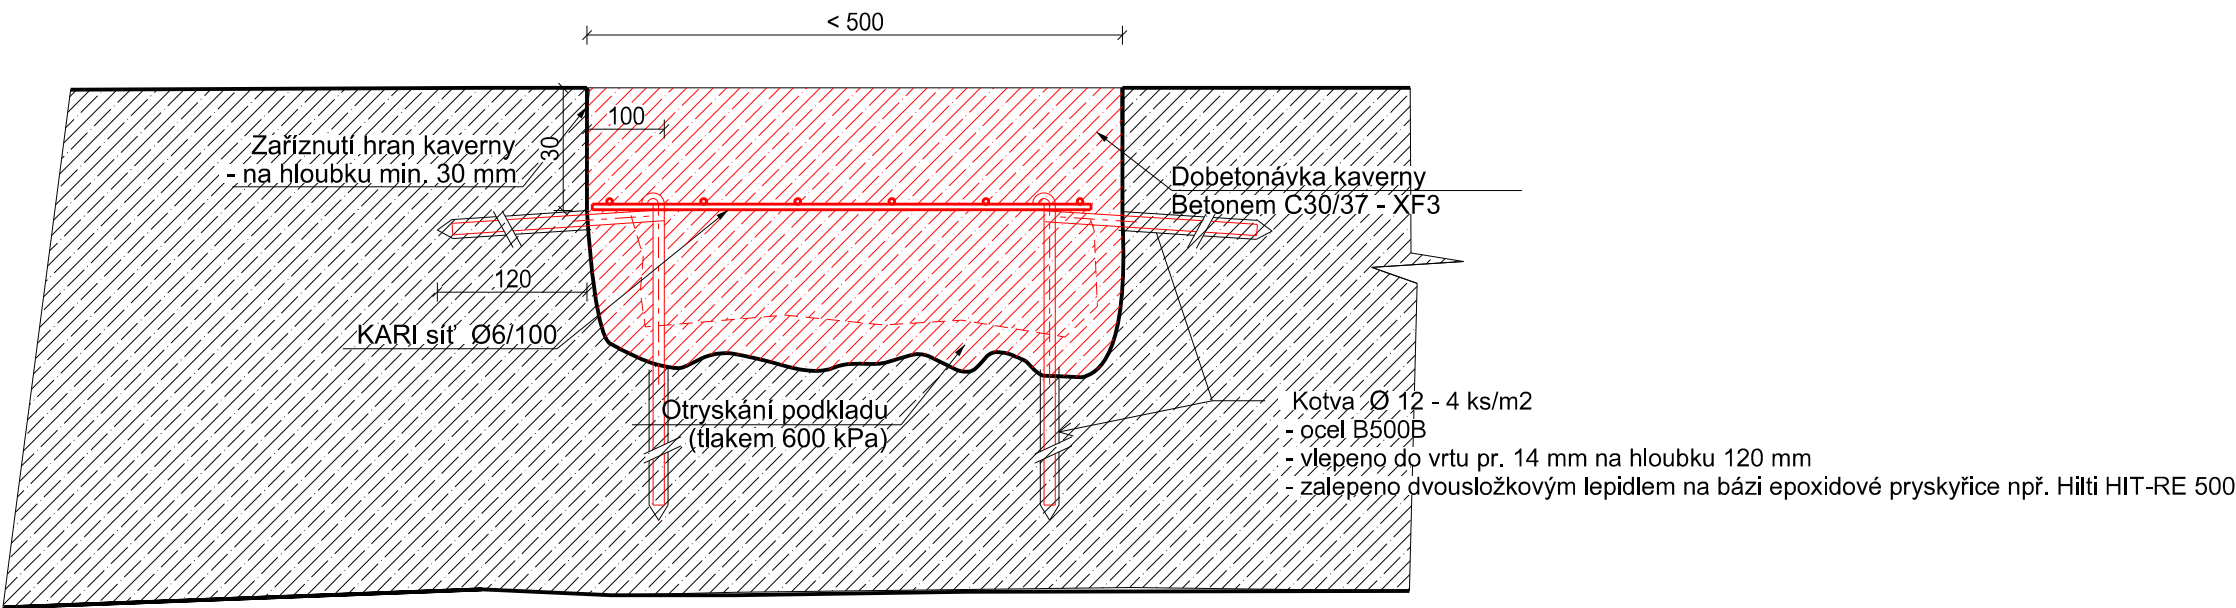 < 500
100
30
Zaříznutí hran kaverny
- na hloubku min. 30 mm
Dobetonávka kaverny
Betonem C30/37 - XF3
120
KARI síť Ø6/100
Otryskání podkladu
(tlakem 600 kPa)
Kotva Ø 12 - 4 ks/m2
- ocel B500B
- vlepeno do vrtu pr. 14 mm na hloubku 120 mm
- zalepeno dvousložkovým lepidlem na bázi epoxidové pryskyřice npř. Hilti HIT-RE 500